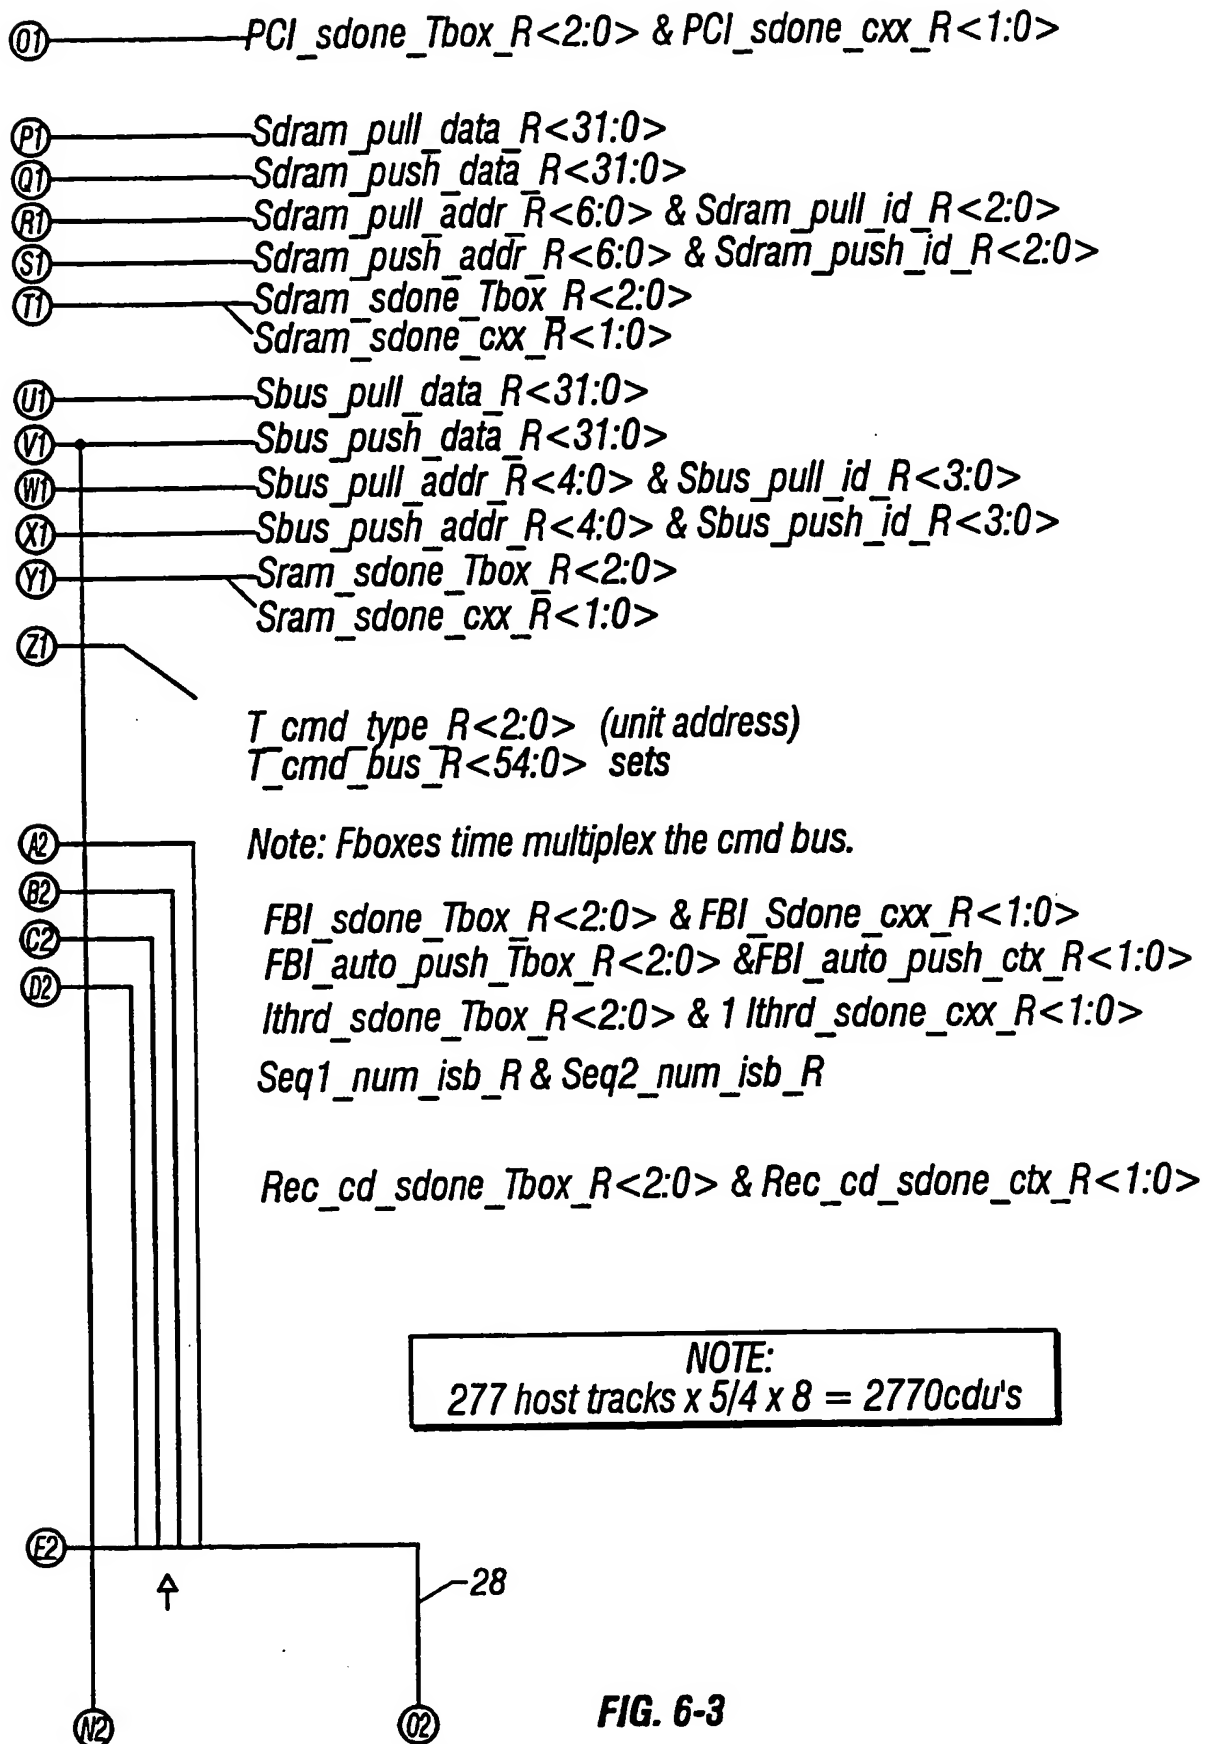 O1 PCI_sdone_Tbox_R<2:0> & PCI_sdone_cxx_R<1:0>
P1 Sdram_pull_data_R<31:0>
Q1 Sdram_push_data_R<31:0>
R1 Sdram_pull_addr_R<6:0> & Sdram_pull_id_R<2:0>
S1 Sdram_push_addr_R<6:0> & Sdram_push_id_R<2:0>
T1 Sdram_sdone_Tbox_R<2:0>
Sdram_sdone_cxx_R<1:0>
U1 Sbus_pull_data_R<31:0>
V1 Sbus_push_data_R<31:0>
W1 Sbus_pull_addr_R<4:0> & Sbus_pull_id_R<3:0>
X1 Sbus_push_addr_R<4:0> & Sbus_push_id_R<3:0>
Y1 Sram_sdone_Tbox_R<2:0>
Sram_sdone_cxx_R<1:0>
Z1
T_cmd_type_R<2:0> (unit address)
T_cmd_bus_R<54:0> sets
A2 Note: Fboxes time multiplex the cmd bus.
B2 FBI_sdone_Tbox_R<2:0> & FBI_Sdone_cxx_R<1:0>
C2 FBI_auto_push_Tbox_R<2:0> &FBI_auto_push_ctx_R<1:0>
D2 Ithrd_sdone_Tbox_R<2:0> & 1 Ithrd_sdone_cxx_R<1:0>
Seq1_num_isb_R & Seq2_num_isb_R
Rec_cd_sdone_Tbox_R<2:0> & Rec_cd_sdone_ctx_R<1:0>
NOTE:
277 host tracks x 5/4 x 8 = 2770cdu's
E2
28
N2 O2
FIG. 6-3